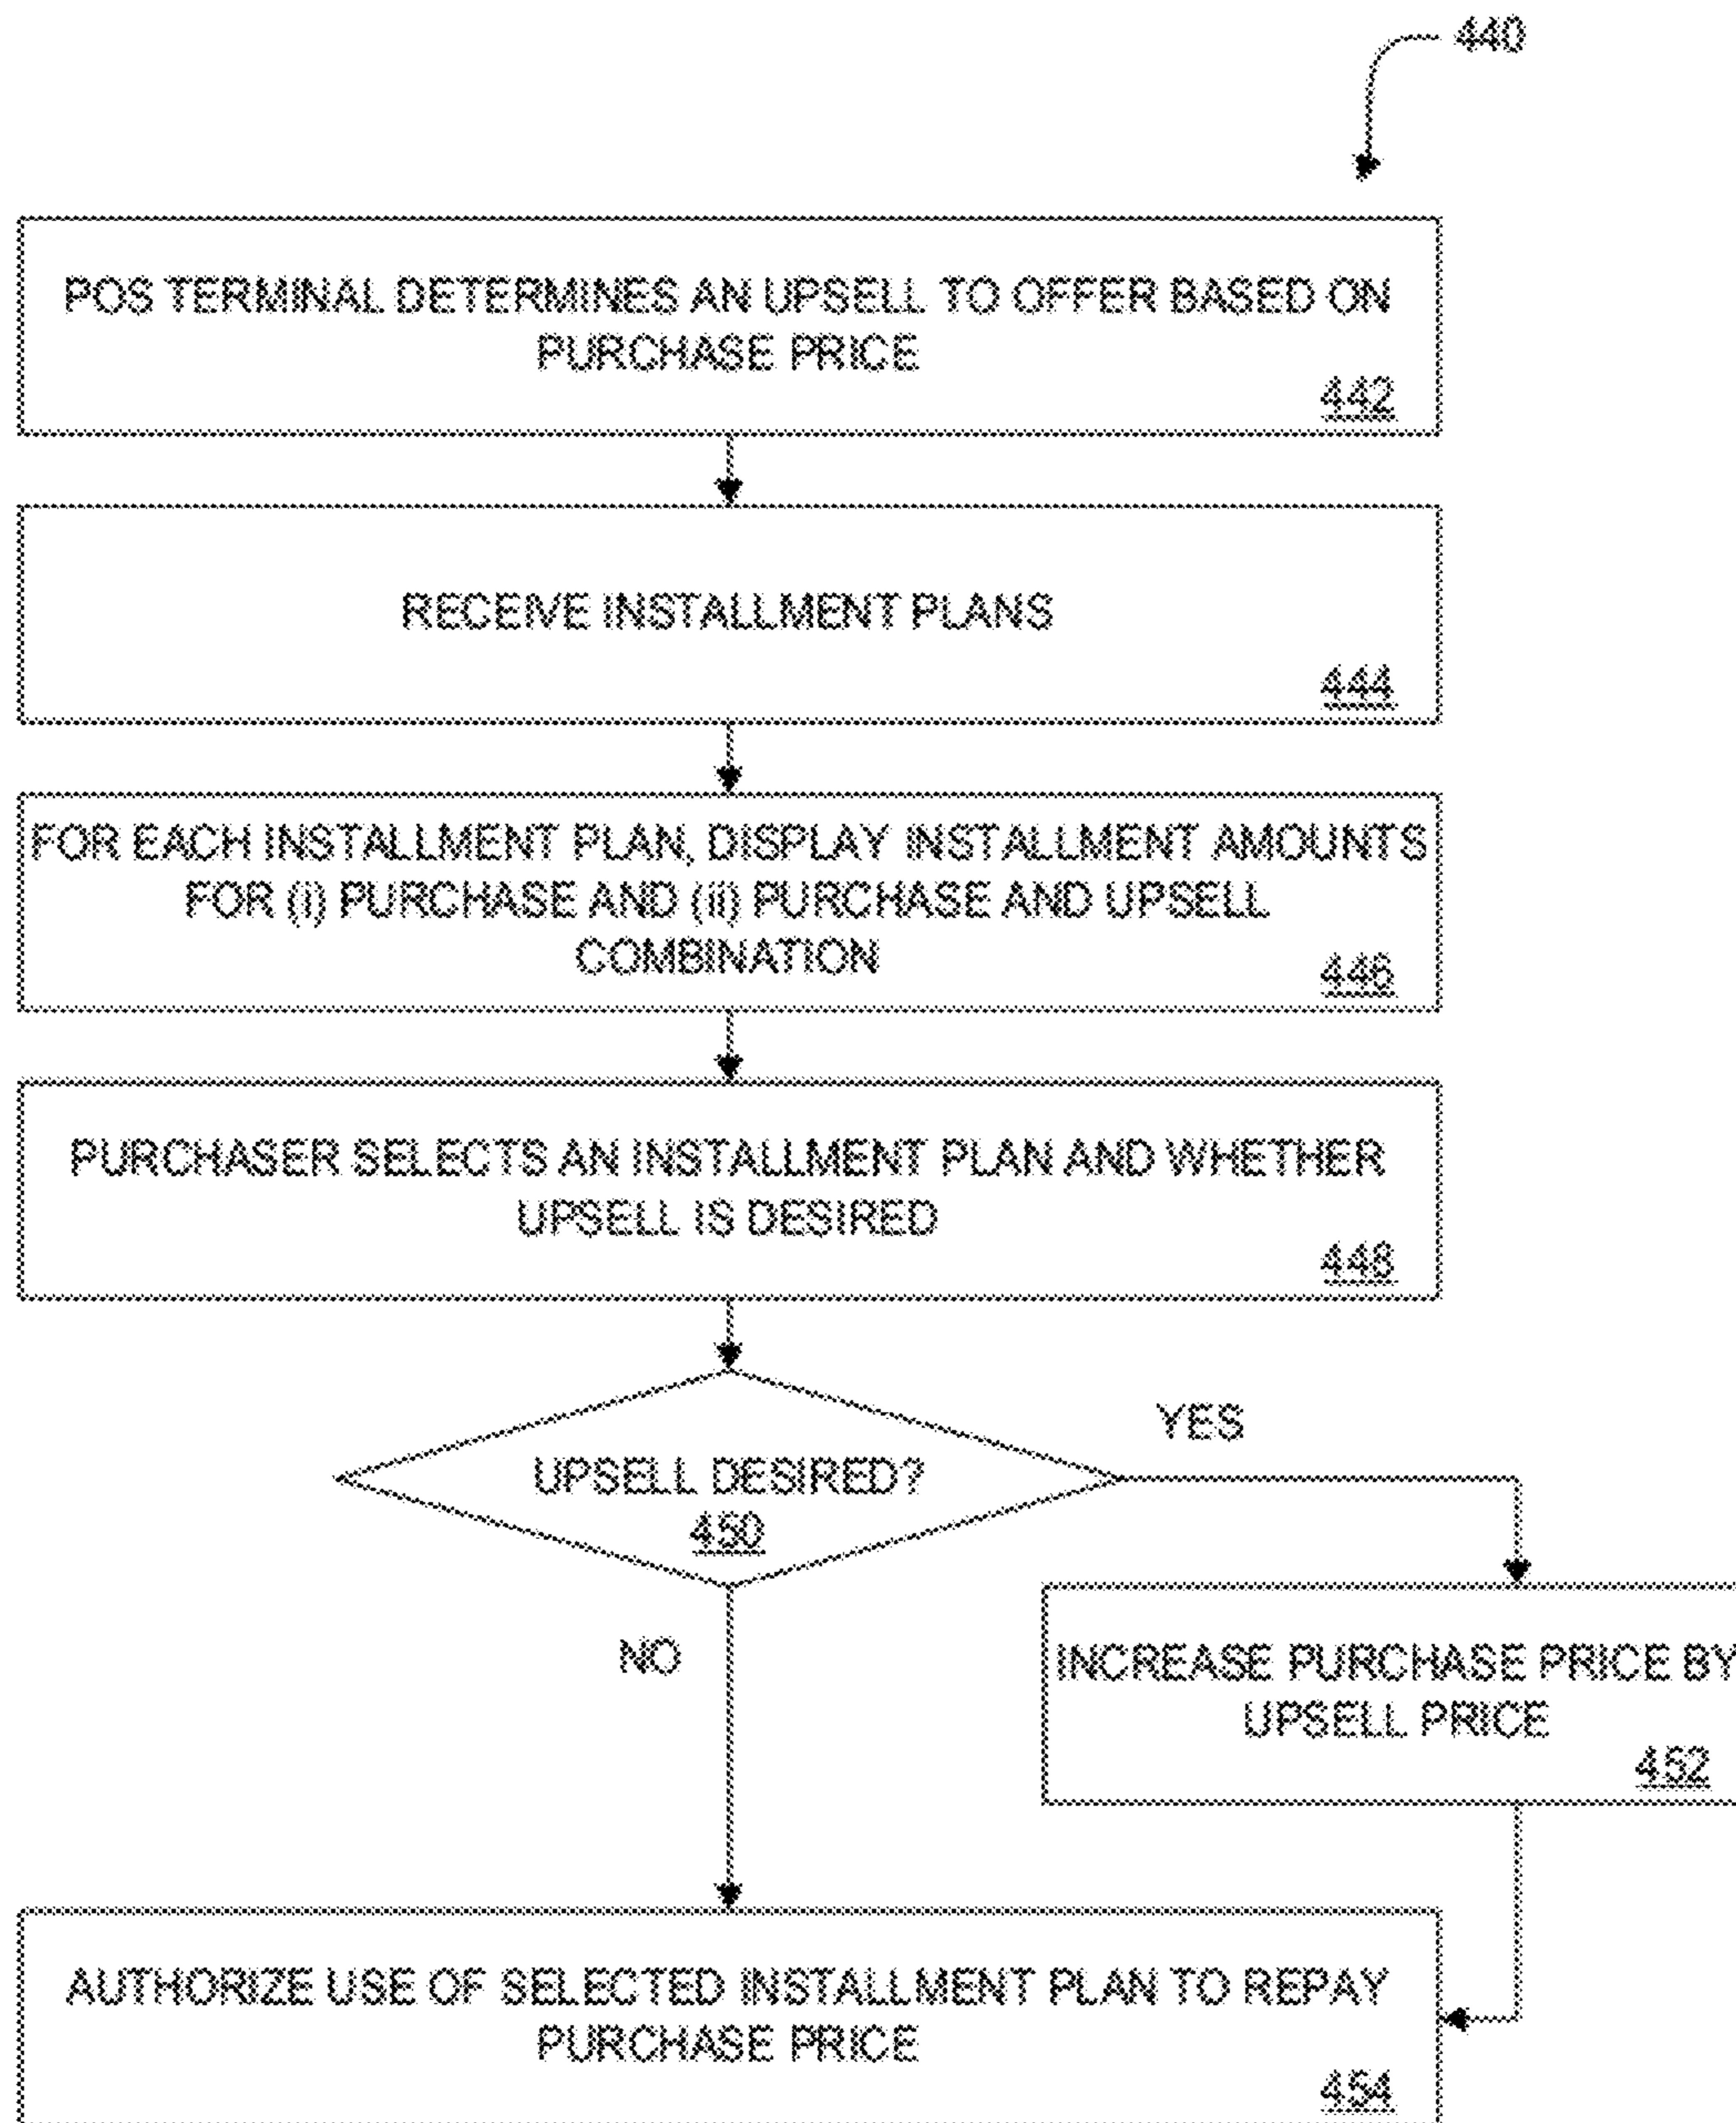 440
POS TERMINAL DETERMINES AN UPSELL TO OFFER BASED ON
PURCHASE PRICE
442
RECEIVE INSTALLMENT PLANS
444
FOR EACH INSTALLMENT PLAN, DISPLAY INSTALLMENT AMOUNTS
FOR (i) PURCHASE AND (ii) PURCHASE AND UPSELL
COMBINATION
446
PURCHASER SELECTS AN INSTALLMENT PLAN AND WHETHER
UPSELL IS DESIRED
448
UPSELL DESIRED?
450
YES
NO
INCREASE PURCHASE PRICE BY
UPSELL PRICE
452
AUTHORIZE USE OF SELECTED INSTALLMENT PLAN TO REPAY
PURCHASE PRICE
454